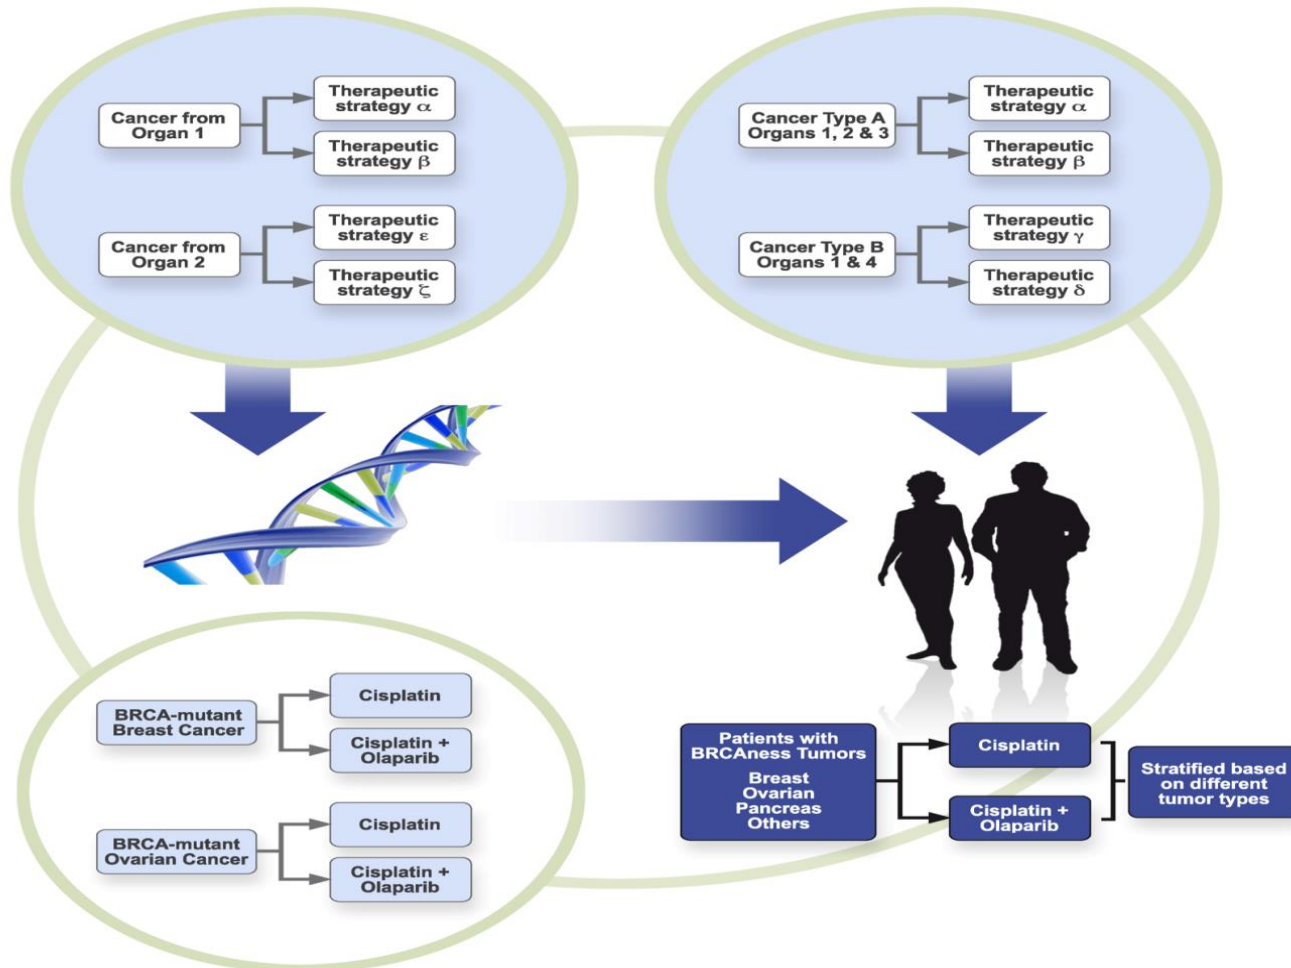 Cancer from
Organ 1
Therapeutic
strategy α
Therapeutic
strategy β
Cancer from
Organ 2
Therapeutic
strategy ε
Therapeutic
strategy ζ
Cancer Type A
Organs 1, 2 & 3
Therapeutic
strategy α
Therapeutic
strategy β
Cancer Type B
Organs 1 & 4
Therapeutic
strategy γ
Therapeutic
strategy δ
BRCA-mutant
Breast Cancer
Cisplatin
Cisplatin +
Olaparib
BRCA-mutant
Ovarian Cancer
Cisplatin
Cisplatin +
Olaparib
Patients with
BRCAness Tumors
Breast
Ovarian
Pancreas
Others
Cisplatin
Cisplatin +
Olaparib
Stratified based
on different
tumor types